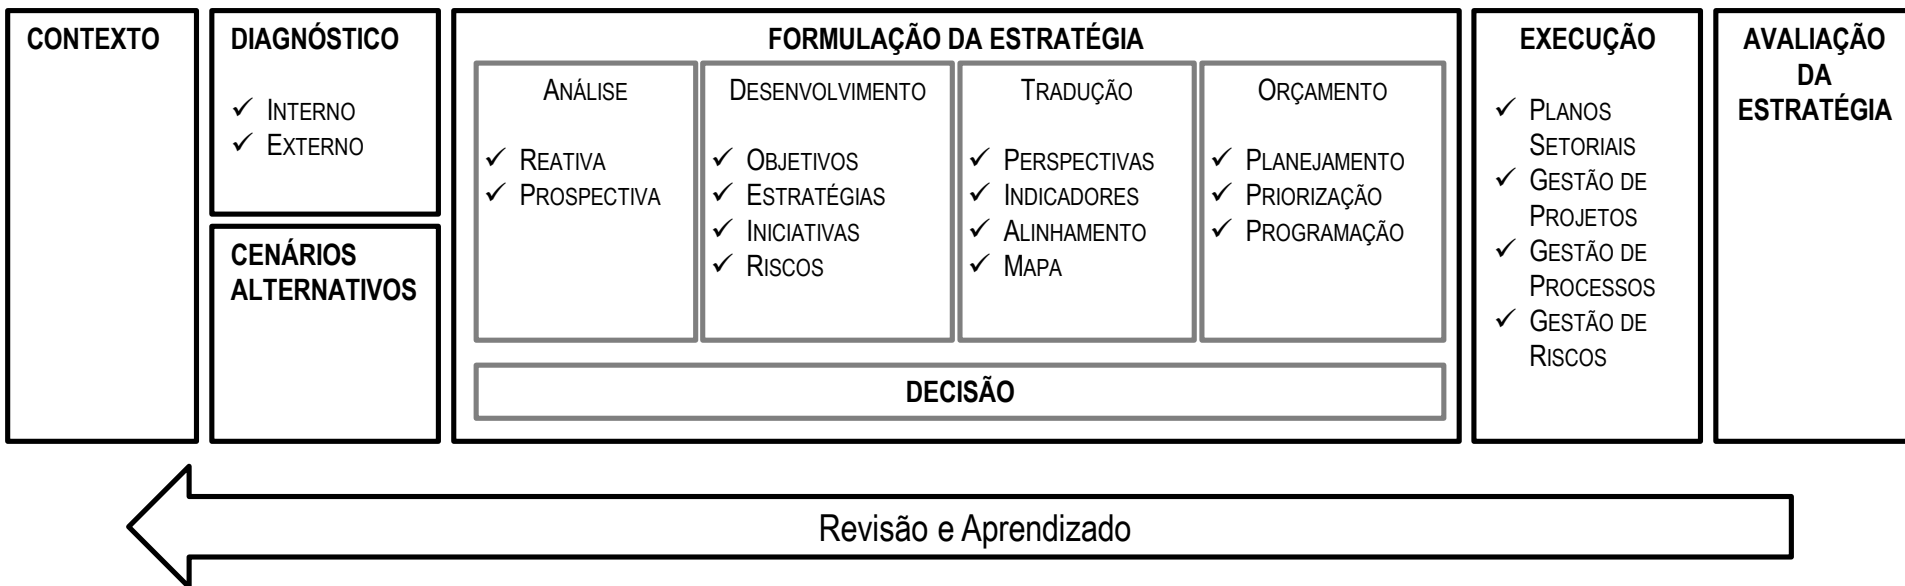 CONTEXTO
DIAGNÓSTICO
✓ INTERNO
✓ EXTERNO
CENÁRIOS
ALTERNATIVOS
FORMULAÇÃO DA ESTRATÉGIA
ANÁLISE
✓ REATIVA
✓ PROSPECTIVA
DESENVOLVIMENTO
✓ OBJETIVOS
✓ ESTRATÉGIAS
✓ INICIATIVAS
✓ RISCOS
TRADUÇÃO
✓ PERSPECTIVAS
✓ INDICADORES
✓ ALINHAMENTO
✓ MAPA
ORÇAMENTO
✓ PLANEJAMENTO
✓ PRIORIZAÇÃO
✓ PROGRAMAÇÃO
DECISÃO
EXECUÇÃO
✓ PLANOS
SETORIAIS
✓ GESTÃO DE
PROJETOS
✓ GESTÃO DE
PROCESSOS
✓ GESTÃO DE
RISCOS
AVALIAÇÃO
DA
ESTRATÉGIA
Revisão e Aprendizado